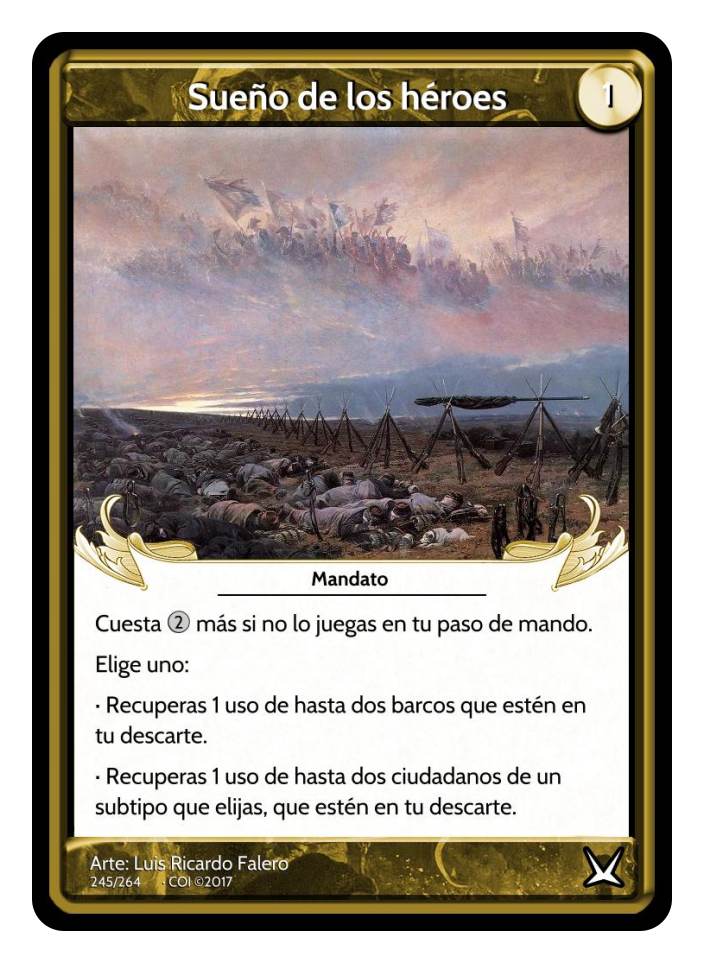 Sueño de los héroes
1
Mandato
Cuesta 2 más si no lo juegas en tu paso de mando.
Elige uno:
· Recuperas 1 uso de hasta dos barcos que estén en
tu descarte.
· Recuperas 1 uso de hasta dos ciudadanos de un
subtipo que elijas, que estén en tu descarte.
Arte: Luis Ricardo Falero
245/264 · COI ©2017